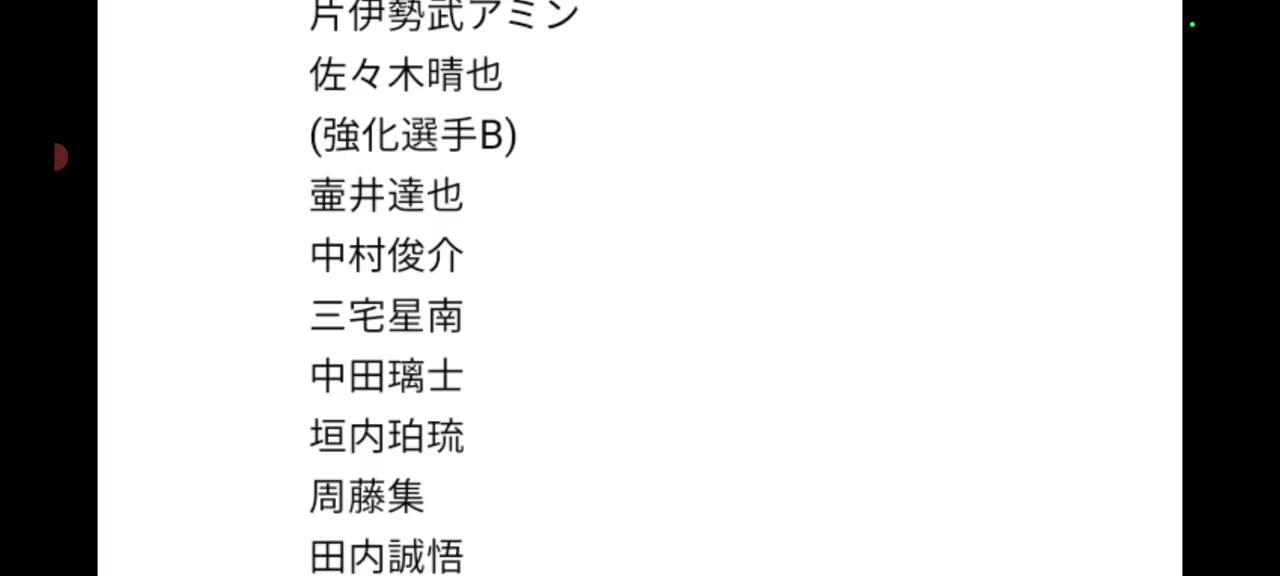 片伊勢武アミン
佐々木晴也
(強化選手B)
壷井達也
中村俊介
三宅星南
中田璃士
垣内珀琉
周藤集
田内誠悟